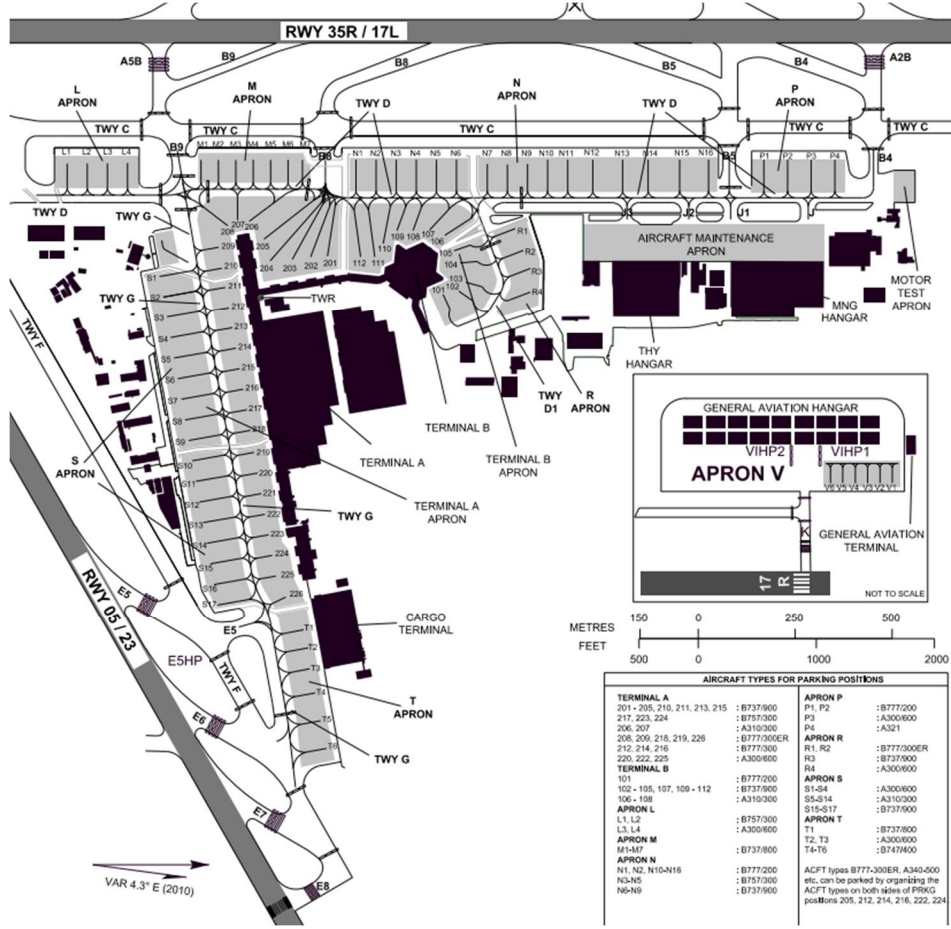 RWY 35R / 17L
A5B
B9
B8
B5
B4
A2B
L
APRON
M
APRON
N
APRON
P
APRON
TWY D
TWY D
TWY C
TWY C
TWY C
TWY C
TWY C
B9
B8
B5
B4
L1 L2 L3 L4
M1 M2 M3 M4 M5 M6 M7
N1 N2 N3 N4 N5 N6 N7 N8 N9 N10 N11 N12 N13 N14 N15 N16
P1 P2 P3 P4
TWY D
TWY G
J3
J2
J1
207 206
208
205
209
204 203 202 201
210
112 111
110
109 108 107
106
105
104
103
102
101
R1
R2
R3
R4
AIRCRAFT MAINTENANCE
APRON
MOTOR
TEST
APRON
MNG
HANGAR
THY
HANGAR
TWR
TWY G
TWY F
S1
S2
S3
S4
S5
S6
S7
S8
S9
S10
S11
S12
S13
S14
S15
S16
S17
211
212
213
214
215
216
217
218
219
220
221
222
223
224
225
226
S
APRON
TERMINAL B
TERMINAL A
TERMINAL A
APRON
TERMINAL B
APRON
TWY
D1
R
APRON
TWY G
GENERAL AVIATION HANGAR
VIHP2
VIHP1
APRON V
V6 V5 V4 V3 V2 V1
K
GENERAL AVIATION
TERMINAL
17
R
NOT TO SCALE
RWY 05 / 23
E5
E5
E5HP
TWY F
E6
E7
E8
T1
T2
T3
T4
T5
T6
CARGO
TERMINAL
T
APRON
TWY G
VAR 4.3° E (2010)
METRES
150 0 250 500
FEET
500 0 1000 2000
AIRCRAFT TYPES FOR PARKING POSITIONS
TERMINAL A
201 - 205, 210, 211, 213, 215 : B737/900
217, 223, 224 : B757/300
206, 207 : A310/300
208, 209, 218, 219, 226 : B777/300ER
212, 214, 216 : B777/300
220, 222, 225 : A300/600
TERMINAL B
101 : B777/200
102 - 105, 107, 109 - 112 : B737/900
106 - 108 : A310/300
APRON L
L1, L2 : B757/300
L3, L4 : A300/600
APRON M
M1-M7 : B737/800
APRON N
N1, N2, N10-N16 : B777/200
N3-N5 : B757/300
N6-N9 : B737/900
APRON P
P1, P2 :B777/200
P3 :A300/600
P4 :A321
APRON R
R1, R2 :B777/300ER
R3 :B737/900
R4 :A300/600
APRON S
S1-S4 :A300/600
S5-S14 :A310/300
S15-S17 :B737/900
APRON T
T1 :B737/800
T2, T3 :A300/600
T4-T6 :B747/400
ACFT types B777-300ER, A340-500
etc. can be parked by organizing the
ACFT types on both sides of PRKG
positions 205, 212, 214, 216, 222, 224